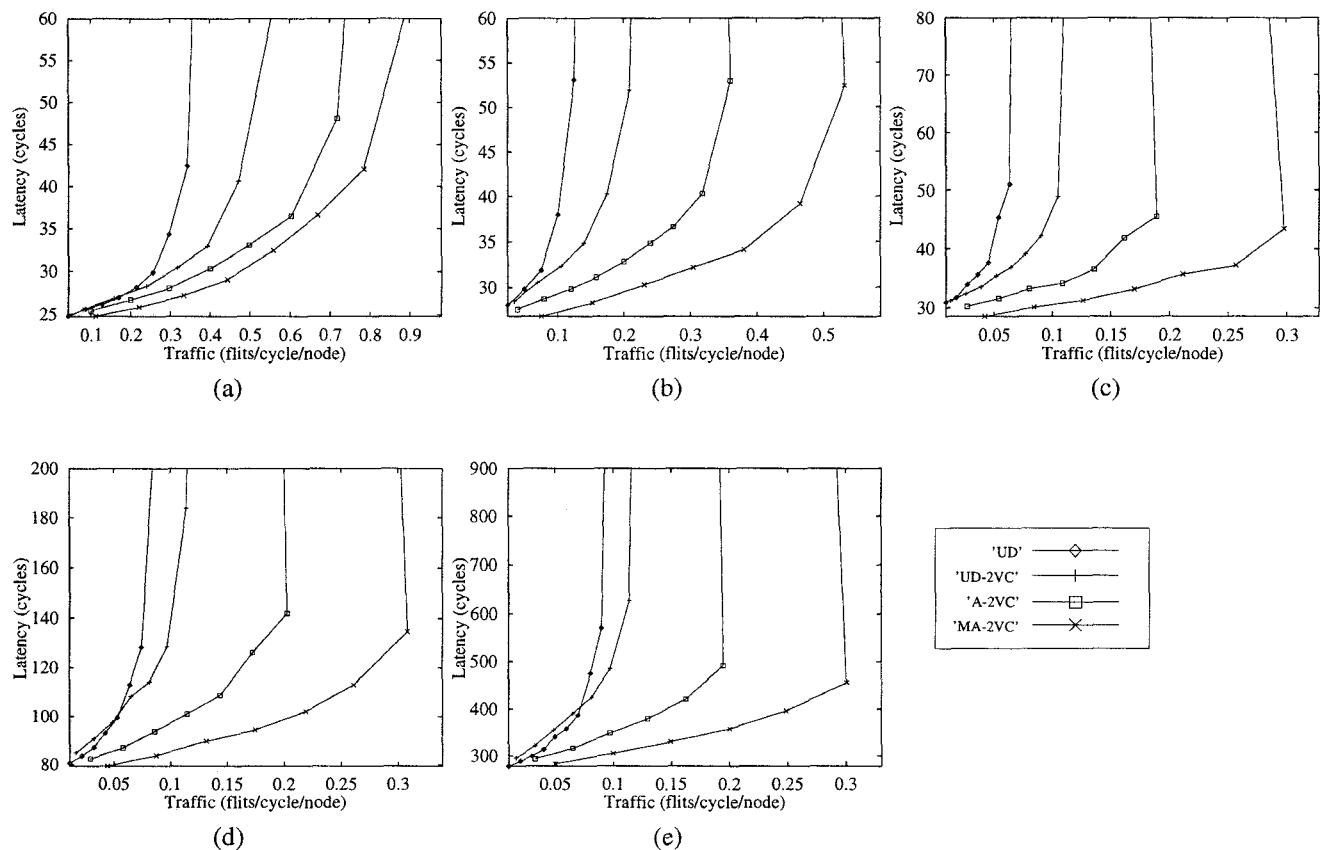 60
55
50
45
40
35
30
25
Latency (cycles)
0.1 0.2 0.3 0.4 0.5 0.6 0.7 0.8 0.9
Traffic (flits/cycle/node)
(a)
60
55
50
45
40
35
30
Latency (cycles)
0.1 0.2 0.3 0.4 0.5
Traffic (flits/cycle/node)
(b)
80
70
60
50
40
30
Latency (cycles)
0.05 0.1 0.15 0.2 0.25 0.3
Traffic (flits/cycle/node)
(c)
200
180
160
140
120
100
80
Latency (cycles)
0.05 0.1 0.15 0.2 0.25 0.3
Traffic (flits/cycle/node)
(d)
900
800
700
600
500
400
300
Latency (cycles)
0.05 0.1 0.15 0.2 0.25 0.3
Traffic (flits/cycle/node)
(e)
'UD'
'UD-2VC'
'A-2VC'
'MA-2VC'